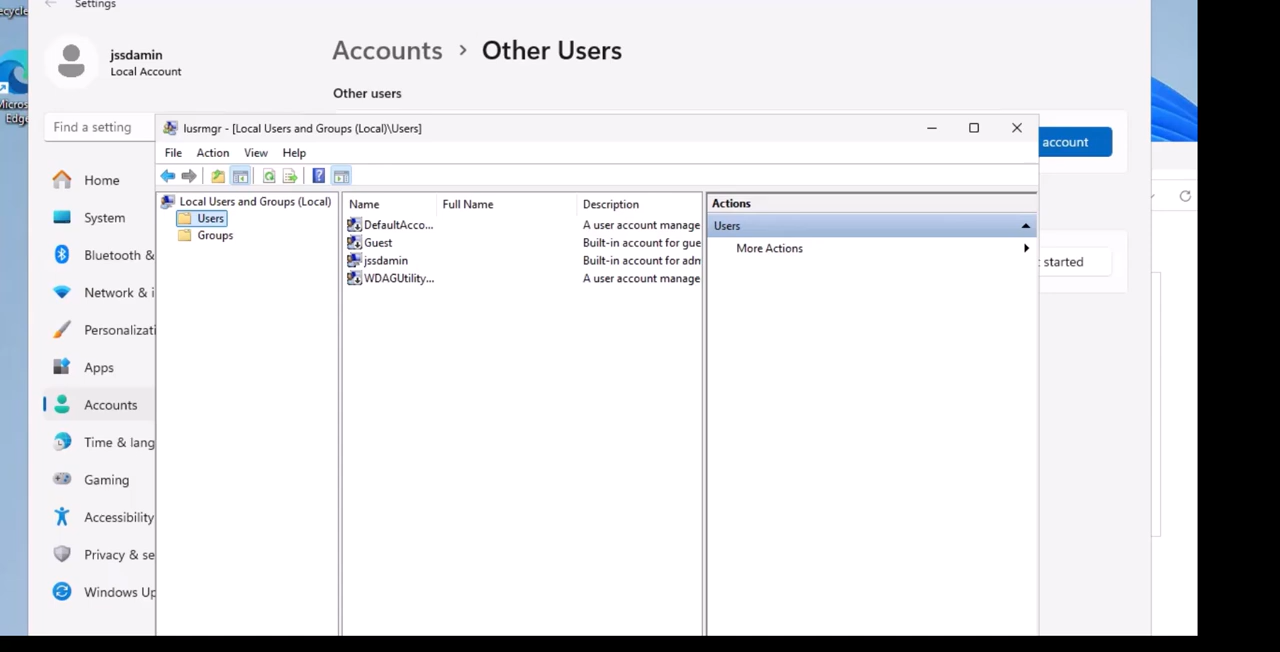 Settings
jssdamin
Local Account
Accounts > Other Users
Other users
Find a setting
account
started
Home
System
Bluetooth &
Network & i
Personalizati
Apps
Accounts
Time & lang
Gaming
Accessibility
Privacy & se
Windows Up
Edge
lusrmgr - [Local Users and Groups (Local)\Users]
File Action View Help
Local Users and Groups (Local)
Users
Groups
Name Full Name Description
DefaultAcco... A user account manage
Guest Built-in account for gue
jssdamin Built-in account for adm
WDAGUtility... A user account manage
Actions
Users
More Actions